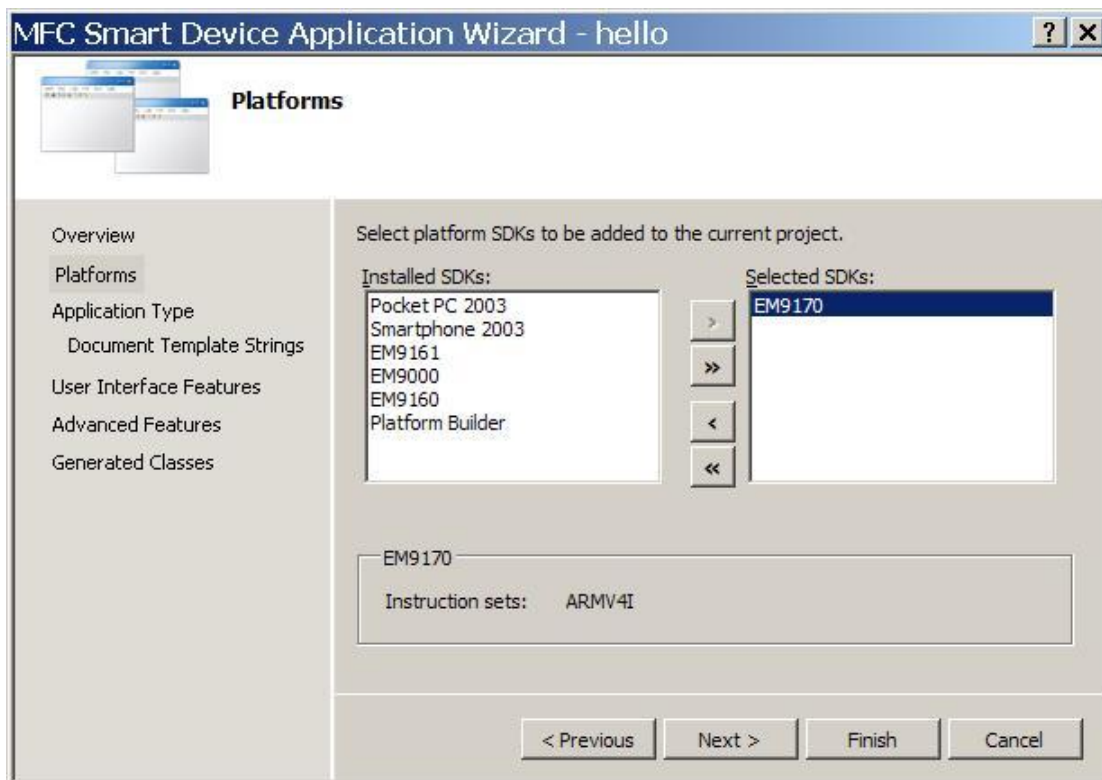 MFC Smart Device Application Wizard - hello
? X
Platforms
Overview
Platforms
Application Type
Document Template Strings
User Interface Features
Advanced Features
Generated Classes
Select platform SDKs to be added to the current project.
Installed SDKs:
Pocket PC 2003
Smartphone 2003
EM9161
EM9000
EM9160
Platform Builder
>
»
<
«
Selected SDKs:
EM9170
EM9170
Instruction sets: ARMV4I
< Previous Next > Finish Cancel